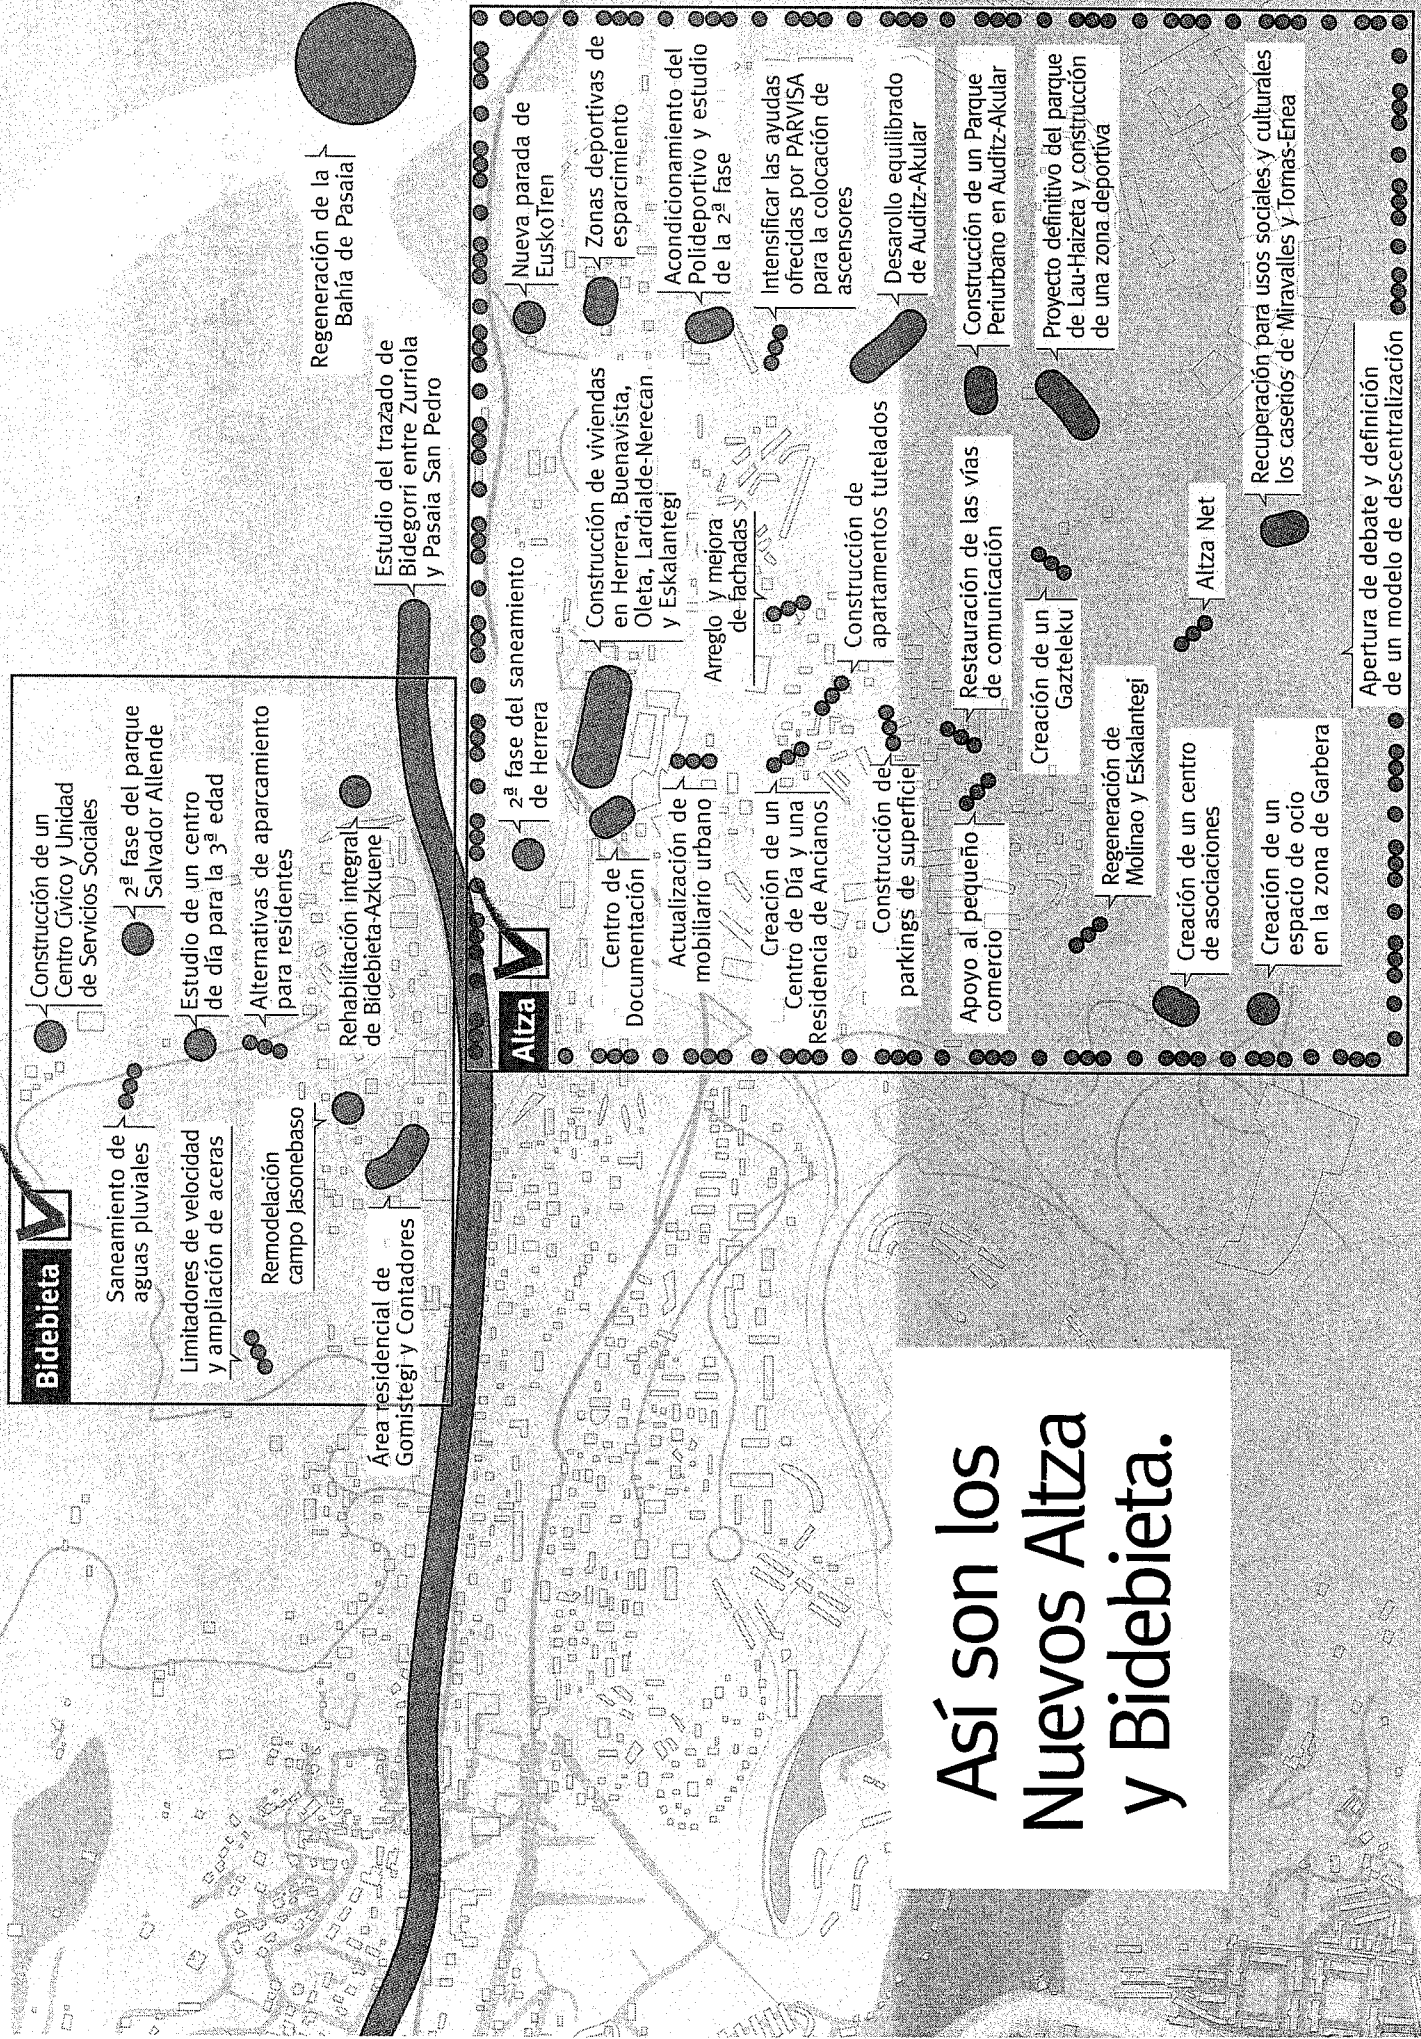 Bidebieta
Construcción de un
Centro Cívico y Unidad
de Servicios Sociales
Saneamiento de
aguas pluviales
2ª fase del parque
Salvador Allende
Limitadores de velocidad
y ampliación de aceras
Estudio de un centro
de día para la 3ª edad
Alternativas de aparcamiento
para residentes
Remodelación
campo Jasonebaso
Rehabilitación integral
de Bidebieta-Azkuene
Área residencial de
Gomistegi y Contadores
Regeneración de la
Bahía de Pasaia
Estudio del trazado de
Bidegorri entre Zurriola
y Pasaia San Pedro
Altza
2ª fase del saneamiento
de Herrera
Nueva parada de
EuskoTren
Centro de
Documentación
Construcción de viviendas
en Herrera, Buenavista,
Oleta, Lardialde-Nerecan
y Eskalantegi
Zonas deportivas de
esparcimiento
Actualización de
mobiliario urbano
Arreglo y mejora
de fachadas
Acondicionamiento del
Polideportivo y estudio
de la 2ª fase
Creación de un
Centro de Día y una
Residencia de Ancianos
Intensificar las ayudas
ofrecidas por PARVISA
para la colocación de
ascensores
Construcción de
apartamentos tutelados
Construcción de
parkings de superficie
Desarollo equilibrado
de Auditz-Akular
Apoyo al pequeño
comercio
Restauración de las vías
de comunicación
Construcción de un Parque
Periurbano en Auditz-Akular
Creación de un
Gazteleku
Proyecto definitivo del parque
de Lau-Haizeta y construcción
de una zona deportiva
Regeneración de
Molinao y Eskalantegi
Creación de un centro
de asociaciones
Altza Net
Creación de un
espacio de ocio
en la zona de Garbera
Recuperación para usos sociales y culturales
los caseríos de Miravalles y Tomas-Enea
Apertura de debate y definición
de un modelo de descentralización
Así son los
Nuevos Altza
y Bidebieta.